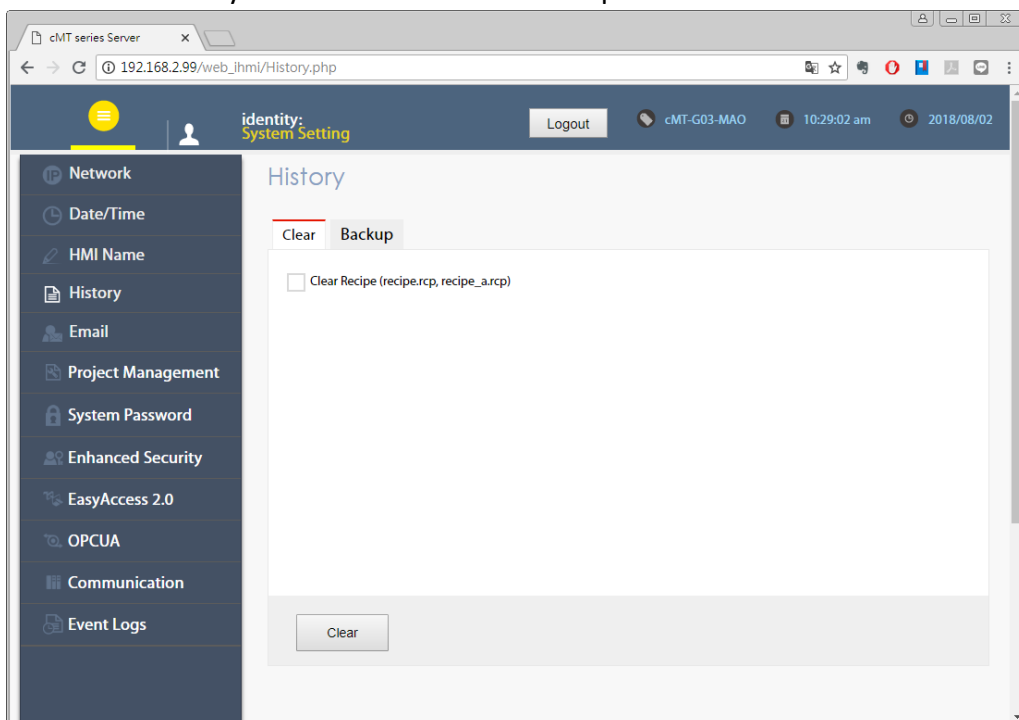 cMT series Server
192.168.2.99/web_ihmi/History.php
identity:
System Setting
Logout
cMT-G03-MAO
10:29:02 am
2018/08/02
Network
Date/Time
HMI Name
History
Email
Project Management
System Password
Enhanced Security
EasyAccess 2.0
OPCUA
Communication
Event Logs
History
Clear Backup
Clear Recipe (recipe.rcp, recipe_a.rcp)
Clear